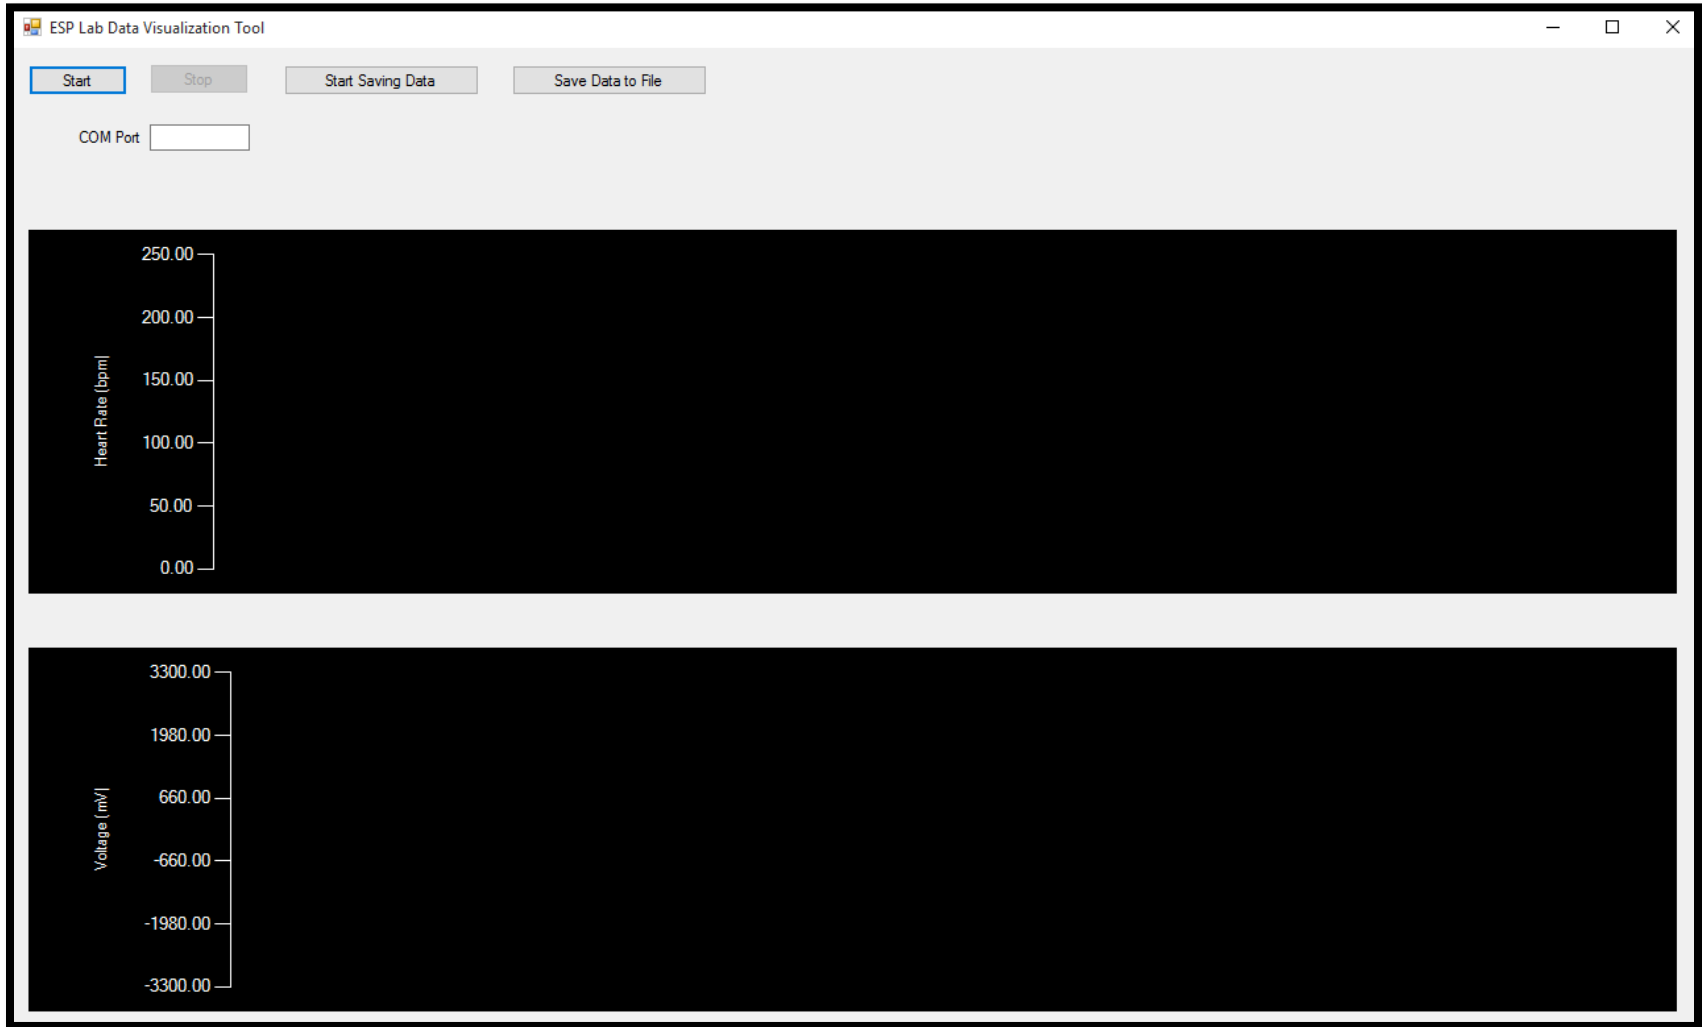 ESP Lab Data Visualization Tool
Start Stop Start Saving Data Save Data to File
COM Port
250.00
200.00
150.00
100.00
50.00
0.00
Heart Rate (bpm)
3300.00
1980.00
660.00
-660.00
-1980.00
-3300.00
Voltage (mV)